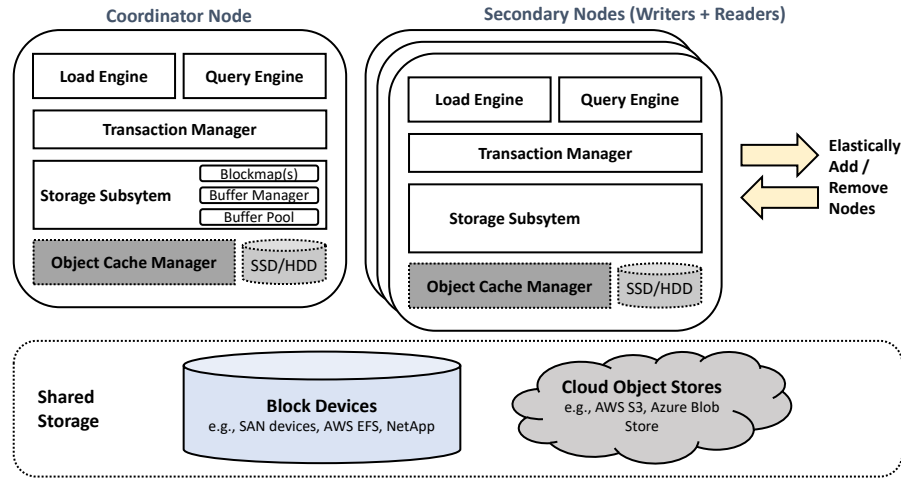 Coordinator Node
Load Engine
Query Engine
Transaction Manager
Storage Subsytem
Blockmap(s)
Buffer Manager
Buffer Pool
Object Cache Manager
SSD/HDD
Secondary Nodes (Writers + Readers)
Load Engine
Query Engine
Transaction Manager
Storage Subsytem
Object Cache Manager
SSD/HDD
Elastically
Add /
Remove
Nodes
Shared
Storage
Block Devices
e.g., SAN devices, AWS EFS, NetApp
Cloud Object Stores
e.g., AWS S3, Azure Blob
Store